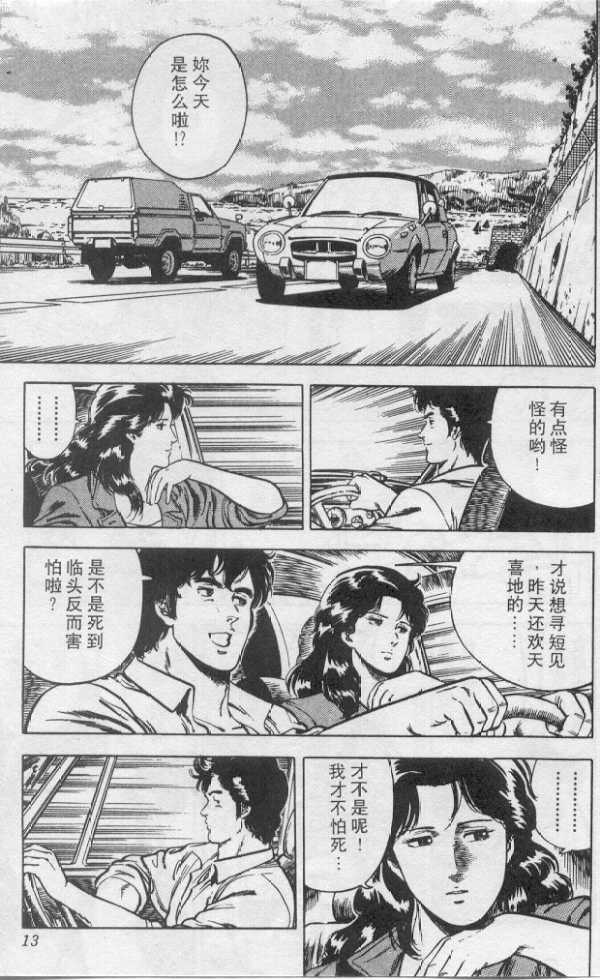 妳今天
是怎么啦!?
有点怪
怪的哟!
…………
才说想寻短见
，昨天还欢天
喜地的……
是不是死到
临头反而害
怕啦?
…………
才不是呢!
我才不怕死…
13